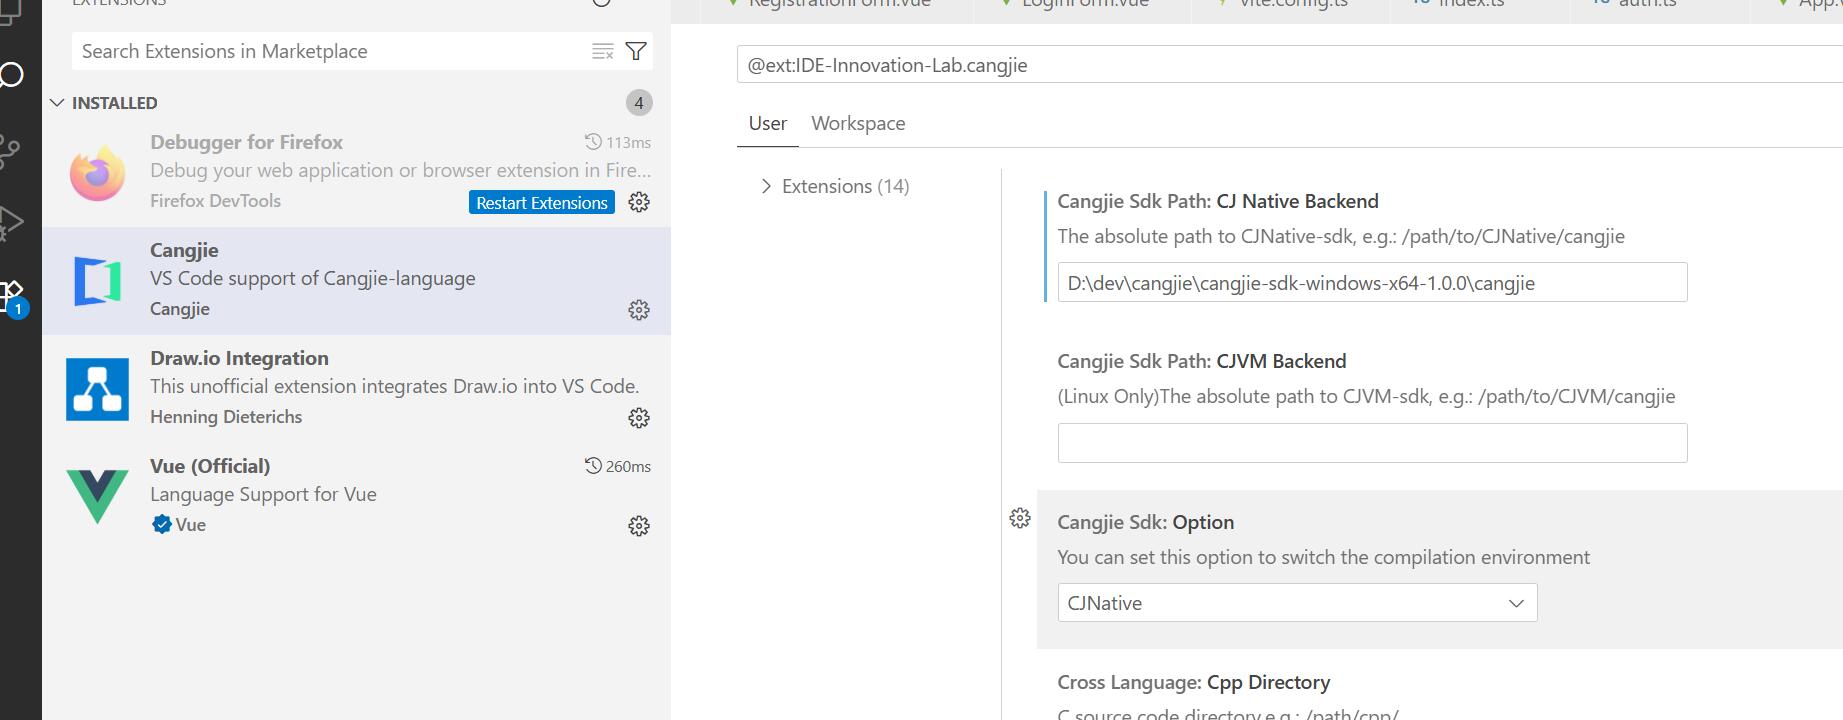 EXTENSIONS
Search Extensions in Marketplace
INSTALLED
4
Debugger for Firefox
113ms
Debug your web application or browser extension in Fire...
Firefox DevTools
Restart Extensions
Cangjie
VS Code support of Cangjie-language
Cangjie
1
Draw.io Integration
This unofficial extension integrates Draw.io into VS Code.
Henning Dieterichs
Vue (Official)
260ms
Language Support for Vue
Vue
RegistrationForm.vue
LoginForm.vue
vite.config.ts
TS index.ts
TS auth.ts
@ext:IDE-Innovation-Lab.cangjie
User
Workspace
Extensions (14)
Cangjie Sdk Path: CJ Native Backend
The absolute path to CJNative-sdk, e.g.: /path/to/CJNative/cangjie
D:\dev\cangjie\cangjie-sdk-windows-x64-1.0.0\cangjie
Cangjie Sdk Path: CJVM Backend
(Linux Only)The absolute path to CJVM-sdk, e.g.: /path/to/CJVM/cangjie
Cangjie Sdk: Option
You can set this option to switch the compilation environment
CJNative
Cross Language: Cpp Directory
C source code directory,e.g.: /path/cpp/